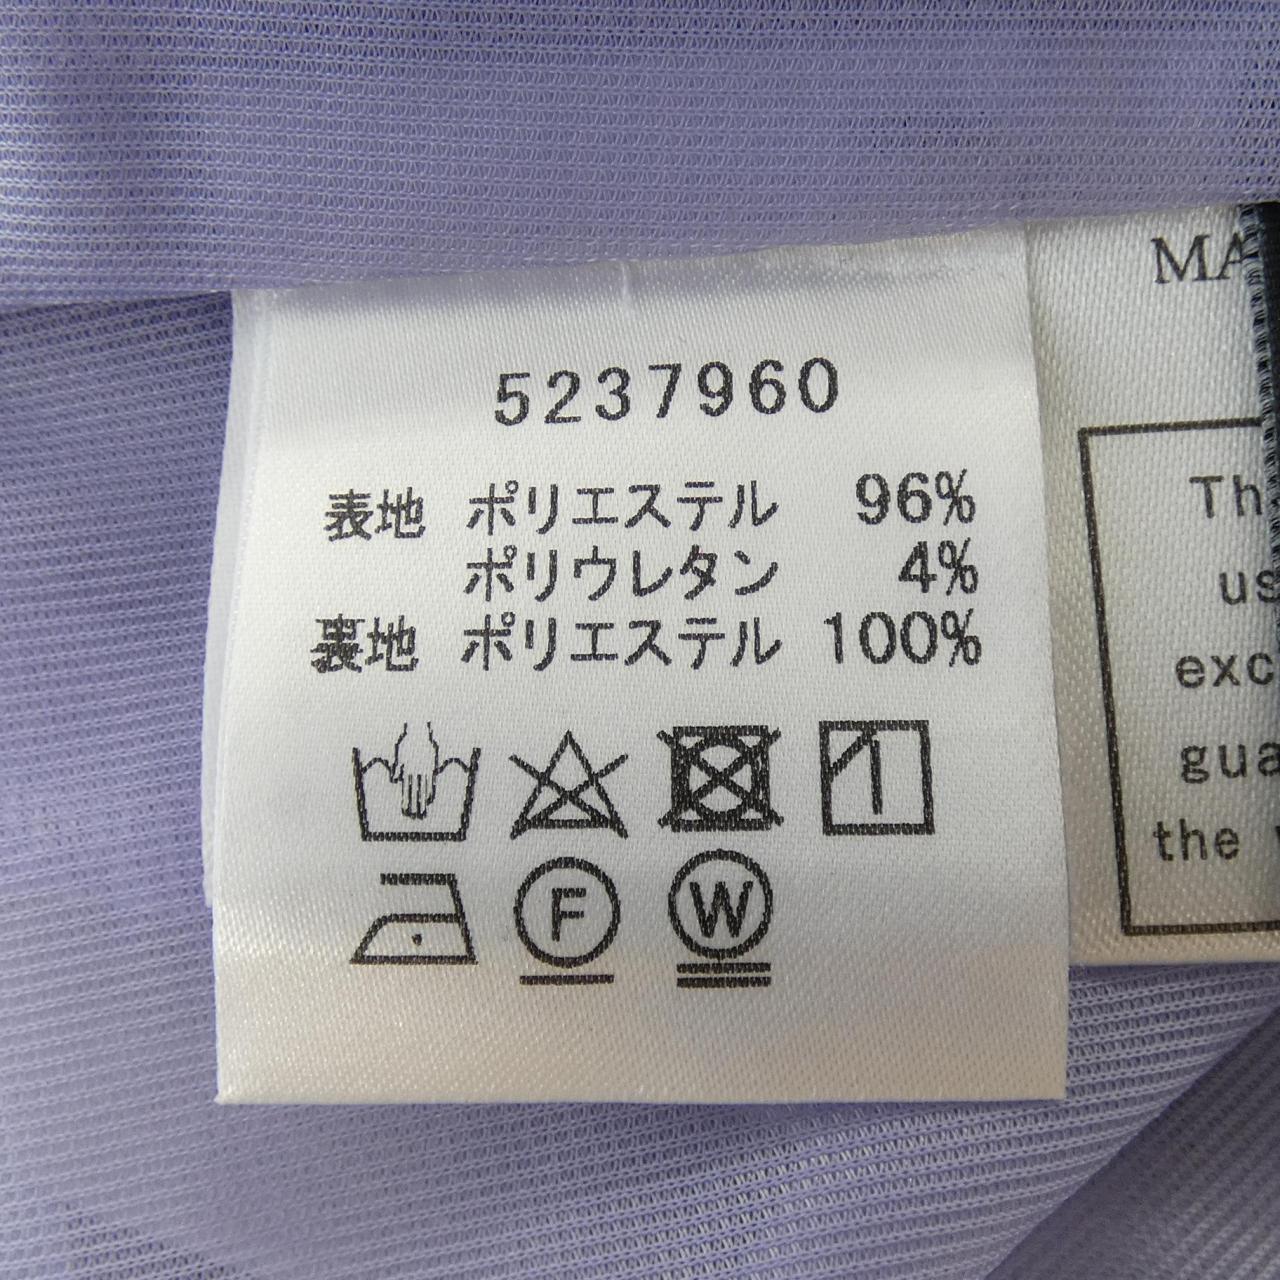 5237960
表地 ポリエステル 96%
ポリウレタン 4%
裏地 ポリエステル 100%
F W
MA
Th
us
exc
gua
the